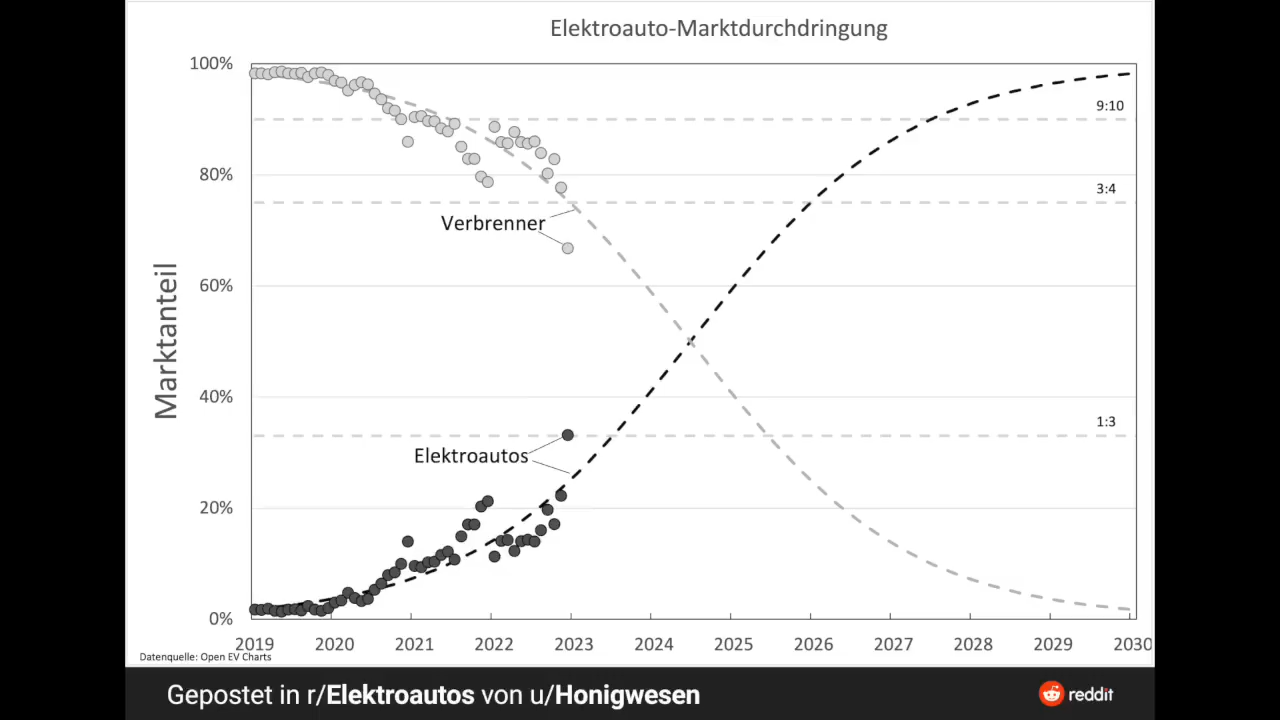 Elektroauto-Marktdurchdringung
100%
80%
60%
40%
20%
0%
Marktanteil
9:10
3:4
1:3
Verbrenner
Elektroautos
2019 2020 2021 2022 2023 2024 2025 2026 2027 2028 2029 2030
Datenquelle: Open EV Charts
Gepostet in r/Elektroautos von u/Honigwesen
reddit